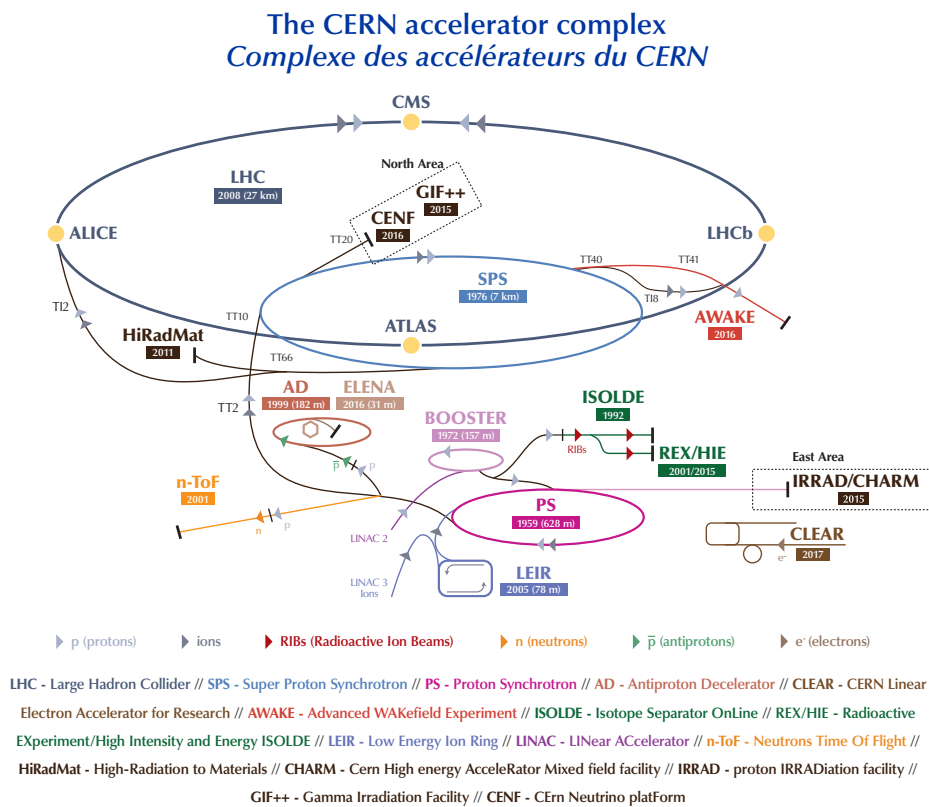 The CERN accelerator complex
Complexe des accélérateurs du CERN
CMS
North Area
LHC
2008 (27 km)
GIF++
2015
CENF
2016
TT20
ALICE
LHCb
TT40
TT41
SPS
1976 (7 km)
TI2
TI8
TT10
AWAKE
2016
ATLAS
HiRadMat
2011
TT66
AD
1999 (182 m)
ELENA
2016 (31 m)
TT2
ISOLDE
1992
BOOSTER
1972 (157 m)
RIBs
REX/HIE
2001/2015
p̅
p
East Area
n-ToF
2001
IRRAD/CHARM
2015
PS
1959 (628 m)
n
p
LINAC 2
CLEAR
2017
e-
LEIR
2005 (78 m)
LINAC 3
Ions
p (protons)
ions
RIBs (Radioactive Ion Beams)
n (neutrons)
p̅ (antiprotons)
e- (electrons)
LHC - Large Hadron Collider // SPS - Super Proton Synchrotron // PS - Proton Synchrotron // AD - Antiproton Decelerator // CLEAR - CERN Linear
Electron Accelerator for Research // AWAKE - Advanced WAKefield Experiment // ISOLDE - Isotope Separator OnLine // REX/HIE - Radioactive
EXperiment/High Intensity and Energy ISOLDE // LEIR - Low Energy Ion Ring // LINAC - LINear ACcelerator // n-ToF - Neutrons Time Of Flight //
HiRadMat - High-Radiation to Materials // CHARM - Cern High energy AcceleRator Mixed field facility // IRRAD - proton IRRADiation facility //
GIF++ - Gamma Irradiation Facility // CENF - CErn Neutrino platForm